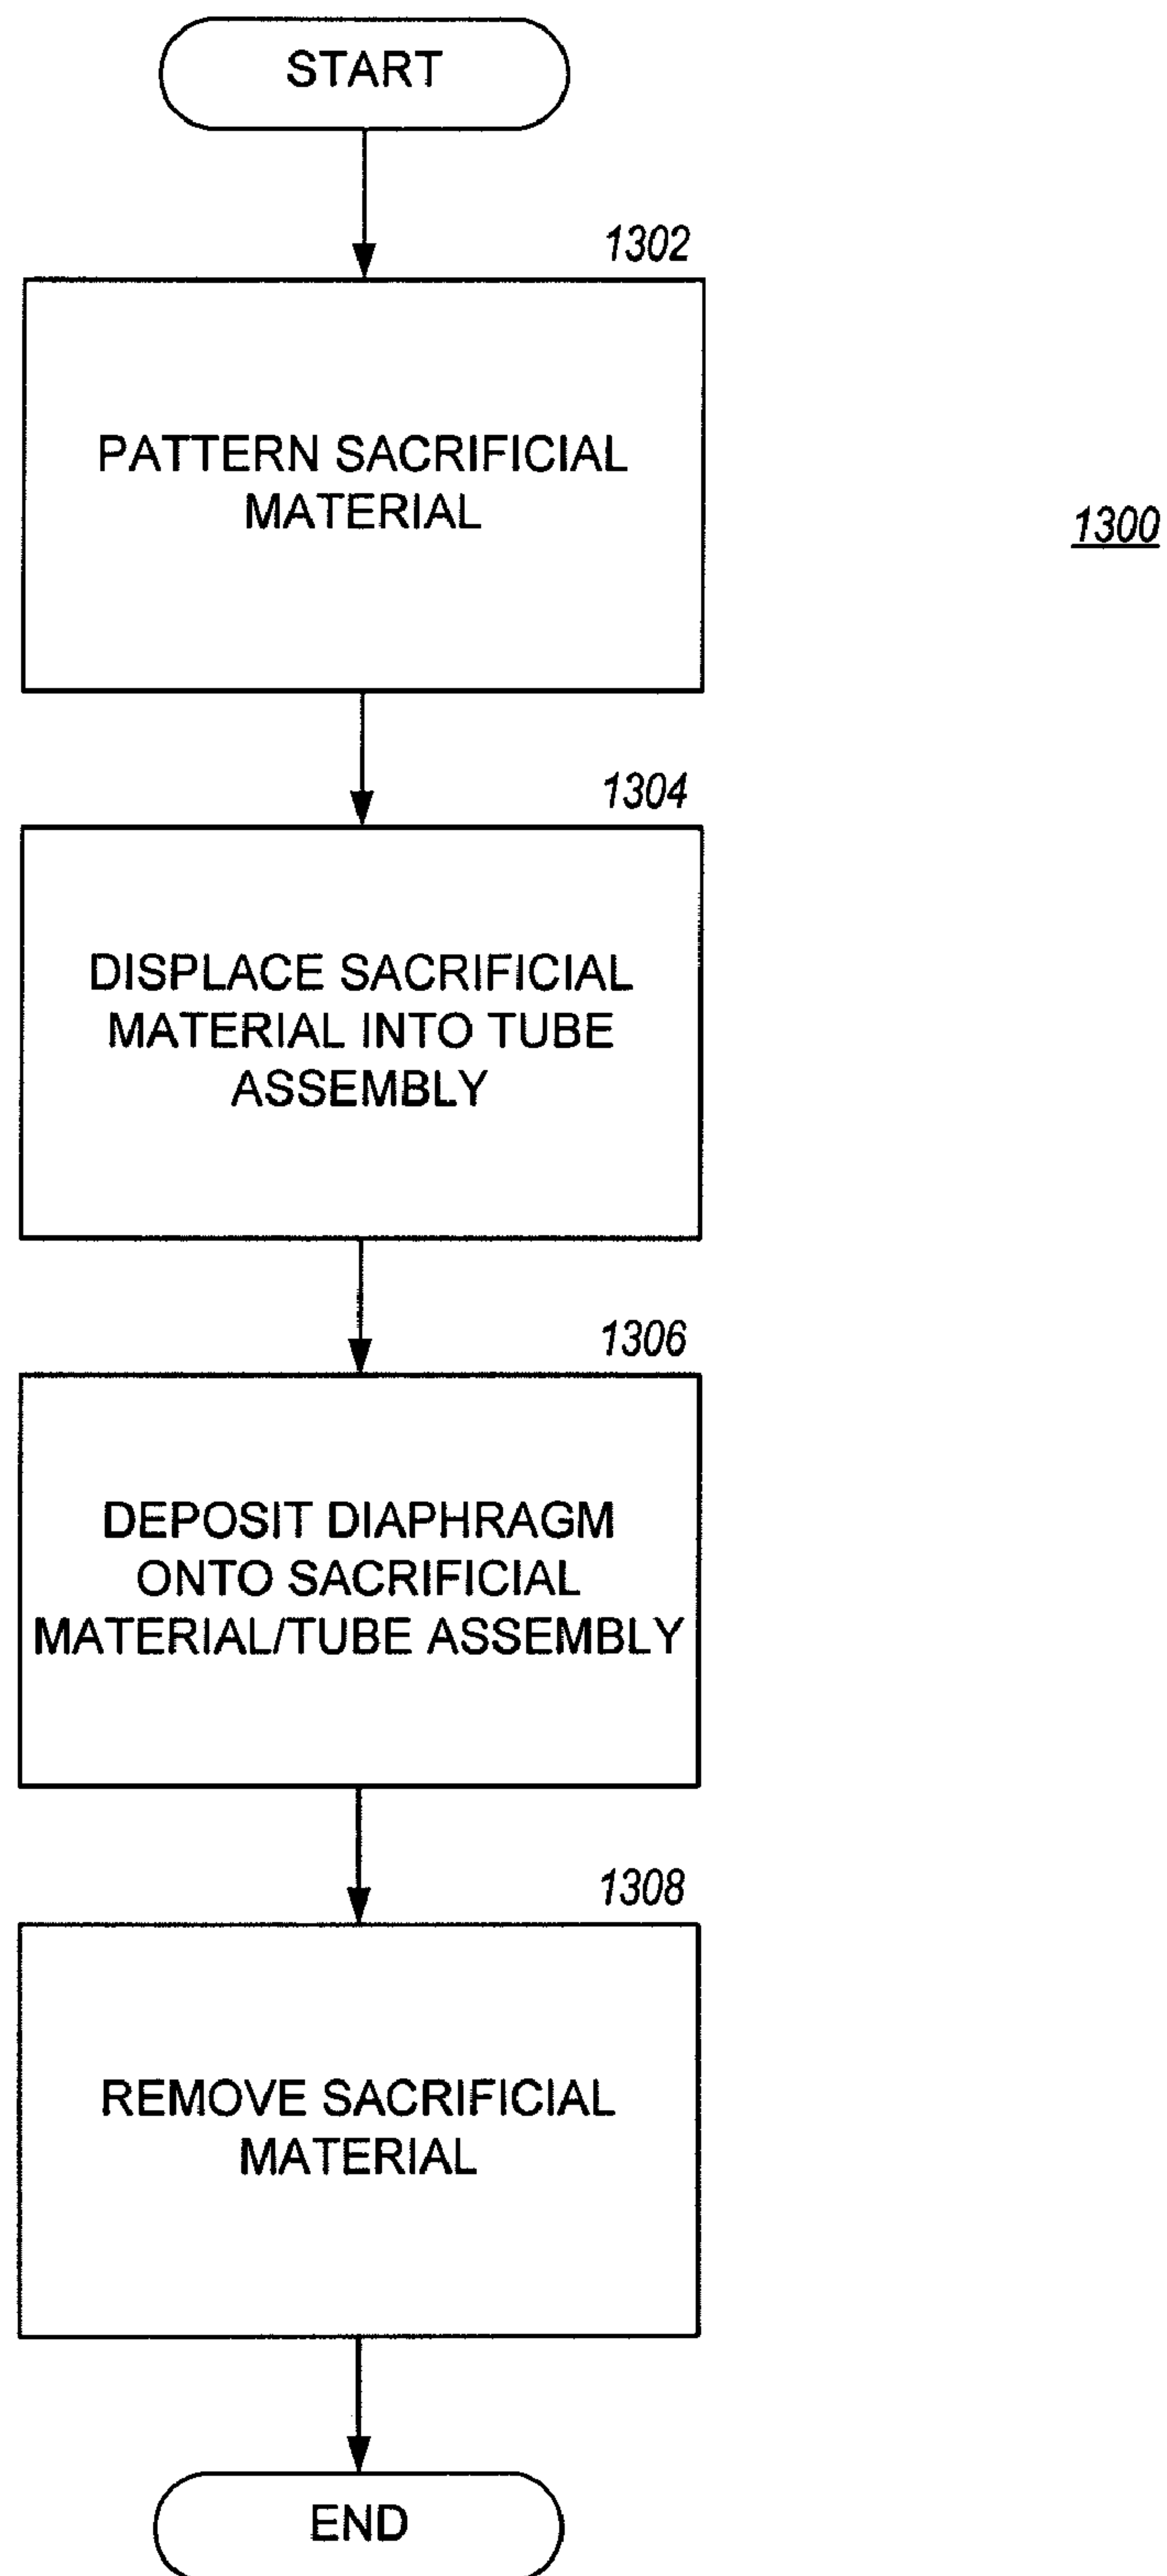 START
1302
PATTERN SACRIFICIAL
MATERIAL
1300
1304
DISPLACE SACRIFICIAL
MATERIAL INTO TUBE
ASSEMBLY
1306
DEPOSIT DIAPHRAGM
ONTO SACRIFICIAL
MATERIAL/TUBE ASSEMBLY
1308
REMOVE SACRIFICIAL
MATERIAL
END